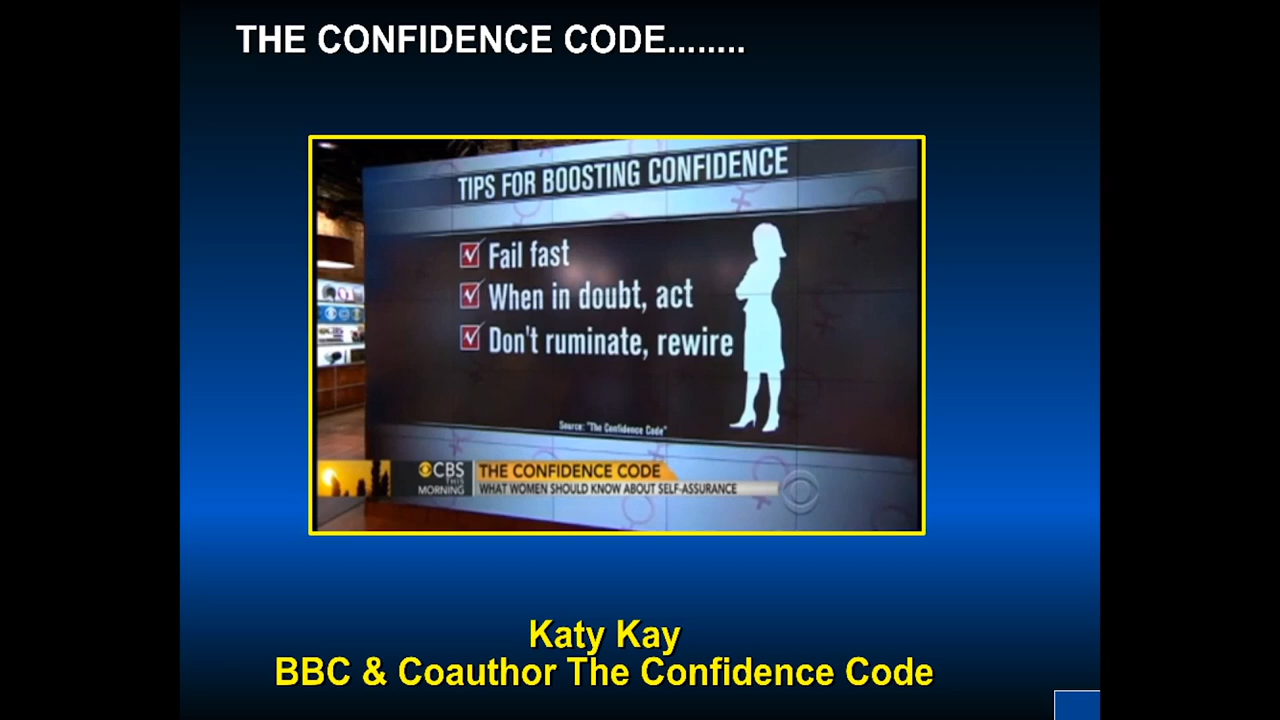 THE CONFIDENCE CODE........
TIPS FOR BOOSTING CONFIDENCE
Fail fast
When in doubt, act
Don't ruminate, rewire
Source: "The Confidence Code"
CBS
THIS
MORNING
THE CONFIDENCE CODE
WHAT WOMEN SHOULD KNOW ABOUT SELF-ASSURANCE
Katy Kay
BBC & Coauthor The Confidence Code